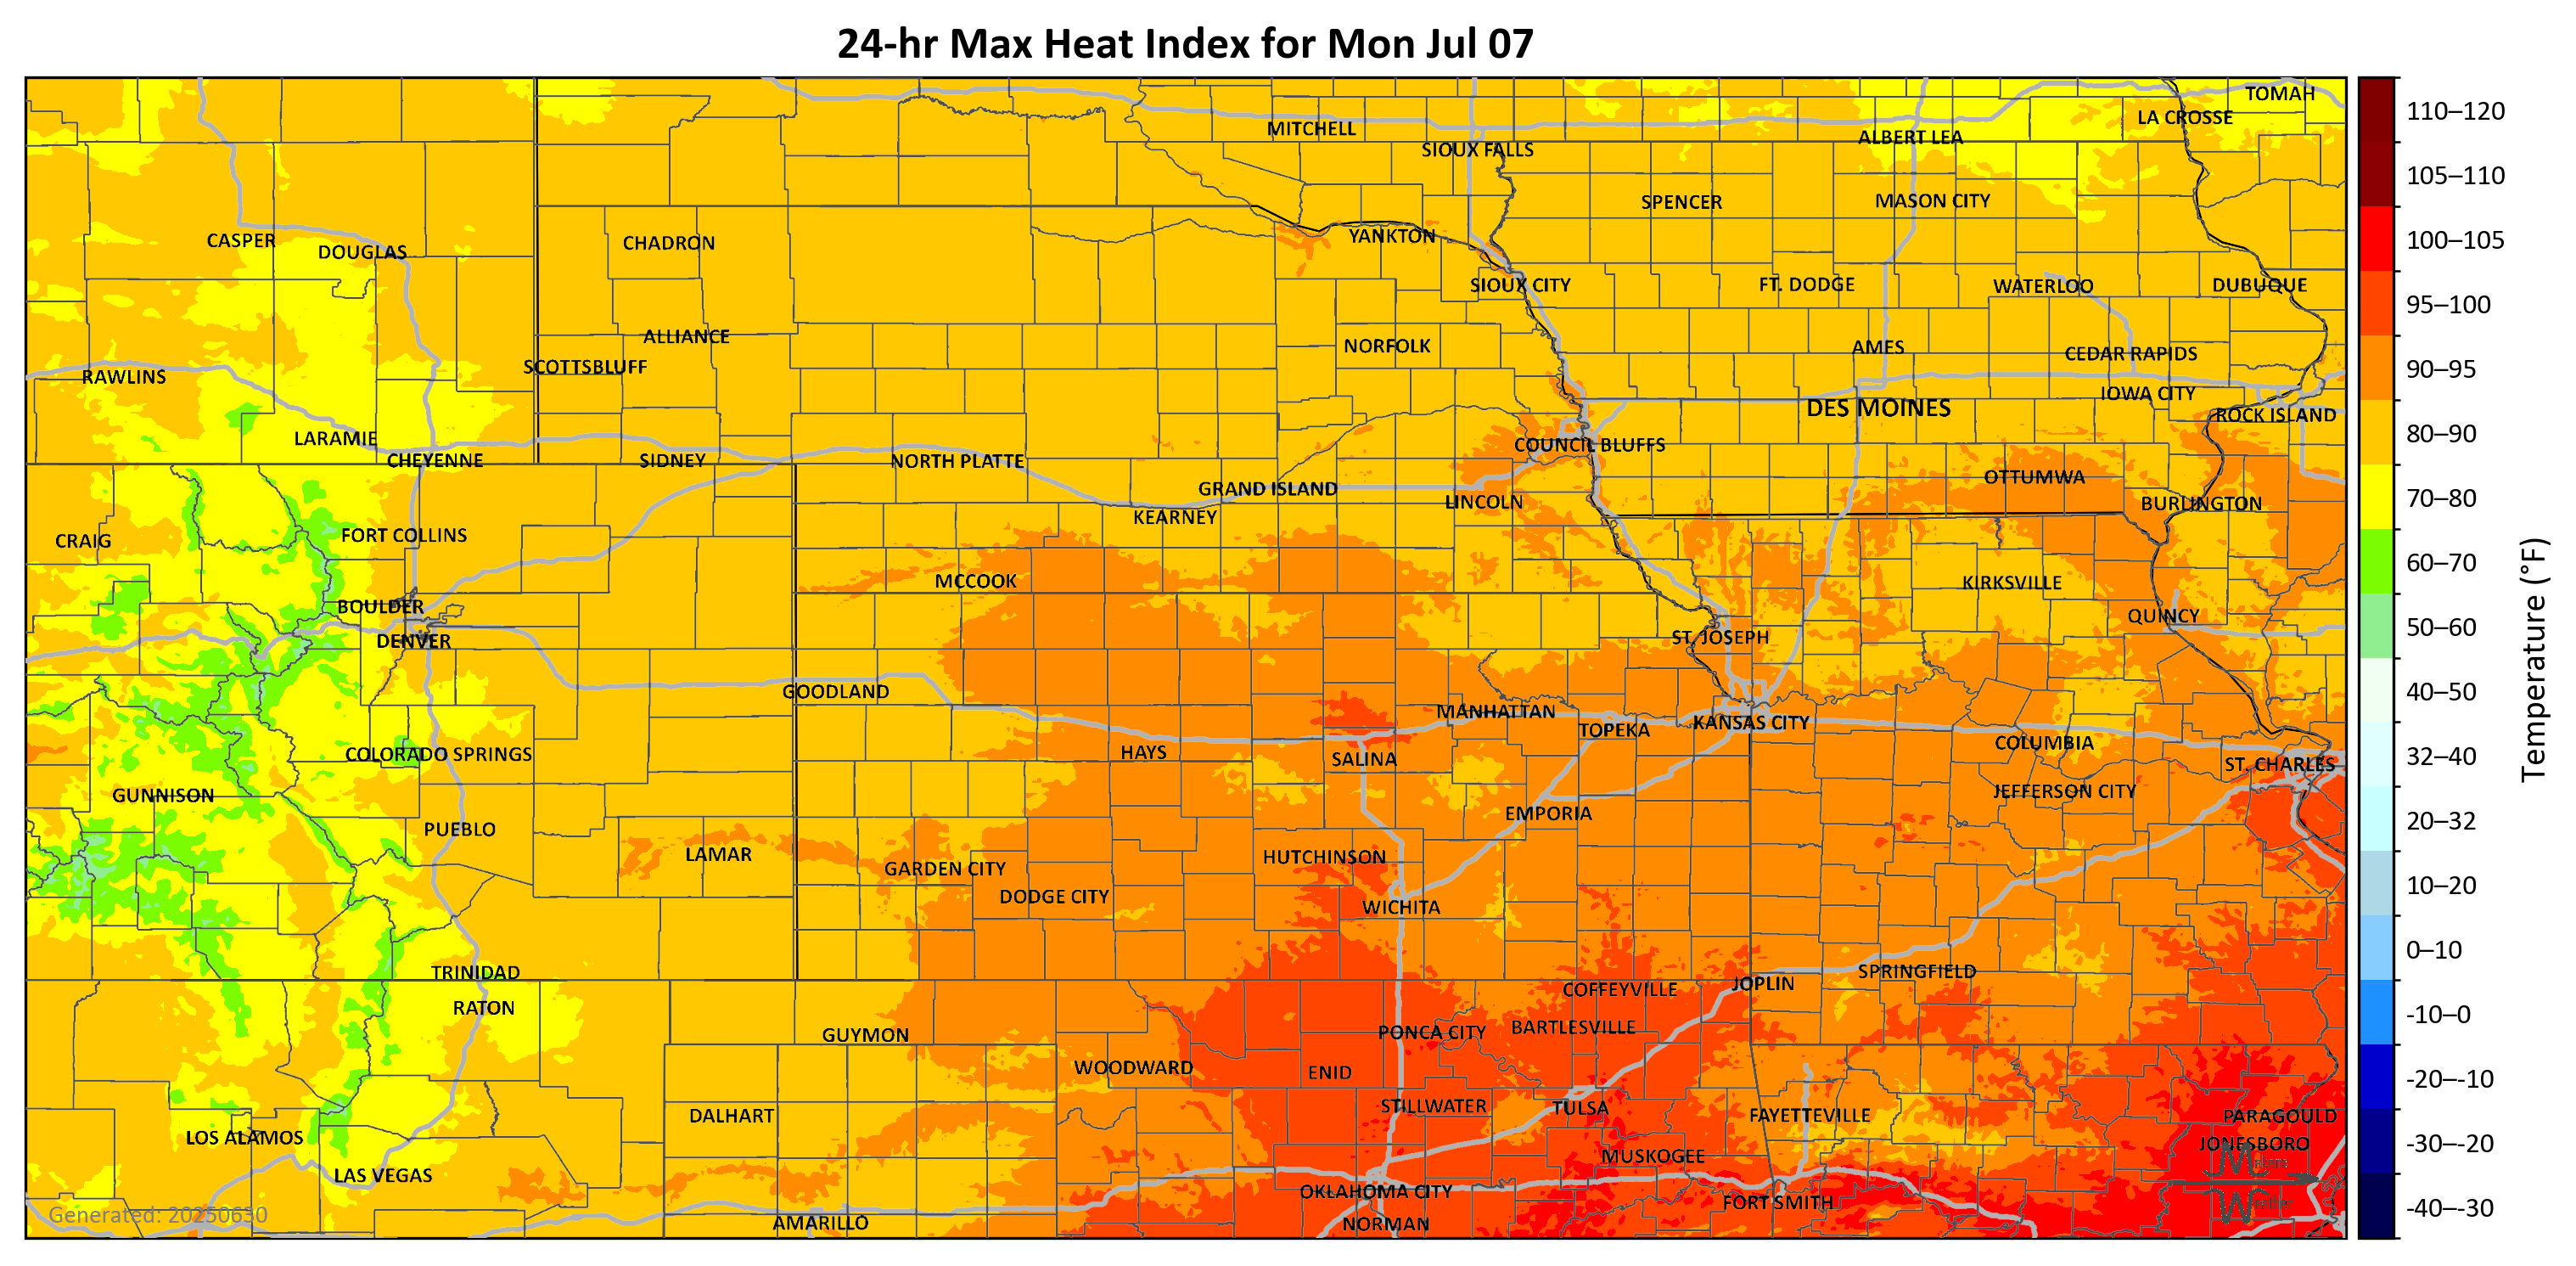 24-hr Max Heat Index for Mon Jul 07
TOMAH
LA CROSSE
MITCHELL
ALBERT LEA
SIOUX FALLS
SPENCER
MASON CITY
CASPER
DOUGLAS
CHADRON
YANKTON
SIOUX CITY
FT. DODGE
WATERLOO
DUBUQUE
ALLIANCE
NORFOLK
AMES
CEDAR RAPIDS
SCOTTSBLUFF
RAWLINS
IOWA CITY
DES MOINES
ROCK ISLAND
LARAMIE
COUNCIL BLUFFS
CHEYENNE
SIDNEY
NORTH PLATTE
OTTUMWA
GRAND ISLAND
LINCOLN
BURLINGTON
KEARNEY
FORT COLLINS
CRAIG
MCCOOK
KIRKSVILLE
BOULDER
QUINCY
DENVER
ST. JOSEPH
GOODLAND
MANHATTAN
KANSAS CITY
TOPEKA
COLUMBIA
COLORADO SPRINGS
HAYS
SALINA
ST. CHARLES
GUNNISON
JEFFERSON CITY
EMPORIA
PUEBLO
LAMAR
HUTCHINSON
GARDEN CITY
DODGE CITY
WICHITA
TRINIDAD
SPRINGFIELD
JOPLIN
COFFEYVILLE
RATON
GUYMON
PONCA CITY
BARTLESVILLE
WOODWARD
ENID
STILLWATER
TULSA
DALHART
FAYETTEVILLE
PARAGOULD
LOS ALAMOS
JONESBORO
MUSKOGEE
LAS VEGAS
OKLAHOMA CITY
FORT SMITH
Generated: 20250630
AMARILLO
NORMAN
110–120
105–110
100–105
95–100
90–95
80–90
70–80
60–70
50–60
40–50
32–40
20–32
10–20
0–10
-10–0
-20–-10
-30–-20
-40–-30
Temperature (°F)